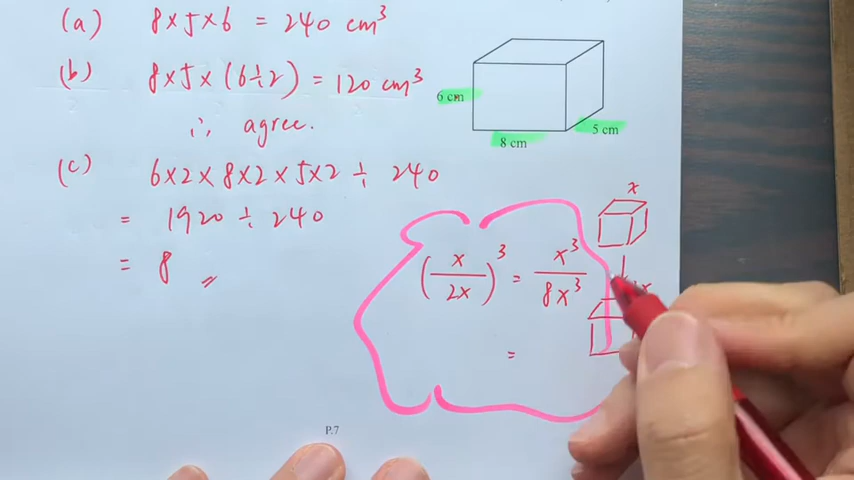 (a) 8×5×6 = 240 cm³
(b) 8×5×(6÷2) = 120 cm³
∴ agree.
(c) 6×2×8×2×5×2 ÷ 240
= 1920 ÷ 240
= 8 〃
6 cm
8 cm
5 cm
x
(x/2x)³ = x³/8x³
=
P.7